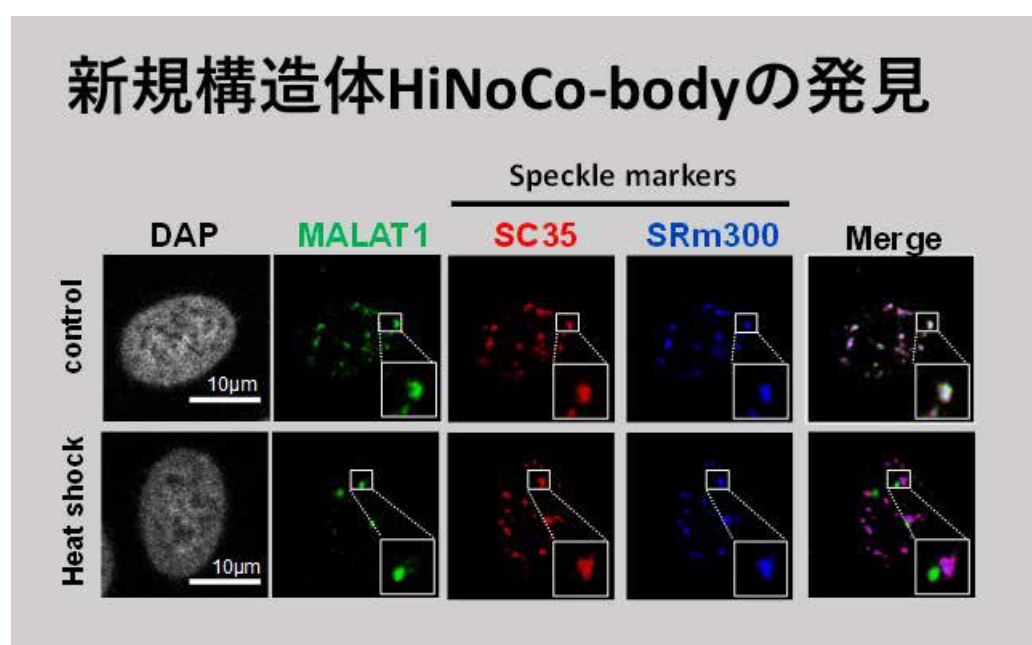 新規構造体HiNoCo-bodyの発見
Speckle markers
DAP MALAT1 SC35 SRm300 Merge
control
10μm
Heat shock
10μm